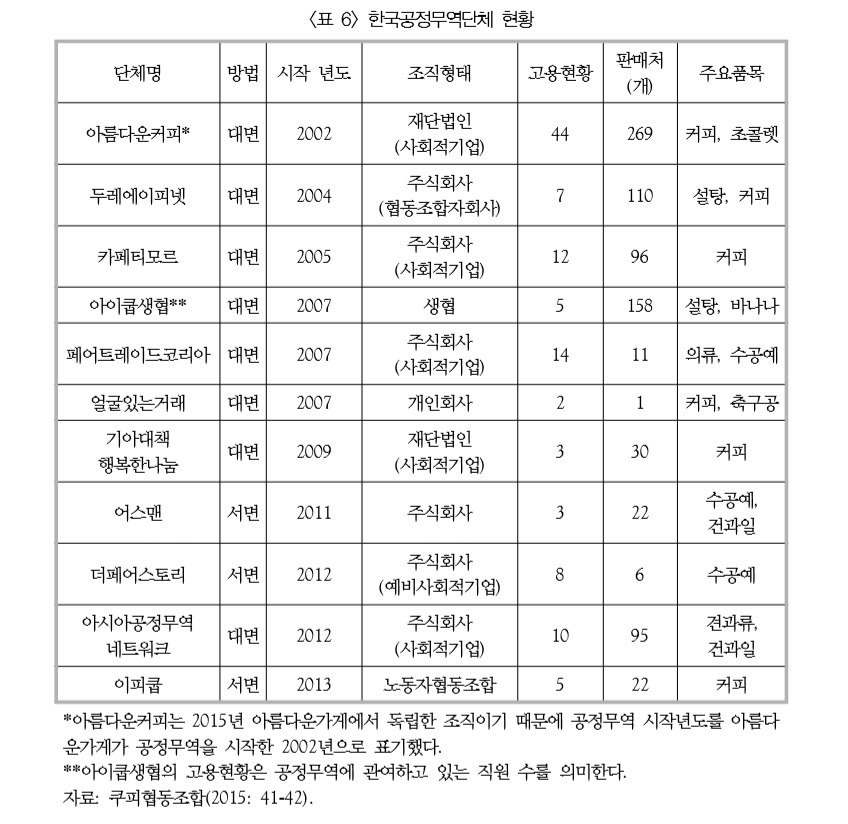 <표 6> 한국공정무역단체 현황
단체명 방법 시작 년도 조직형태 고용현황 판매처 (개) 주요품목
아름다운커피* 대면 2002 재단법인 (사회적기업) 44 269 커피, 초콜렛
두레에이피넷 대면 2004 주식회사 (협동조합자회사) 7 110 설탕, 커피
카페티모르 대면 2005 주식회사 (사회적기업) 12 96 커피
아이쿱생협** 대면 2007 생협 5 158 설탕, 바나나
페어트레이드코리아 대면 2007 주식회사 (사회적기업) 14 11 의류, 수공예
얼굴있는거래 대면 2007 개인회사 2 1 커피, 축구공
기아대책 행복한나눔 대면 2009 재단법인 (사회적기업) 3 30 커피
어스맨 서면 2011 주식회사 3 22 수공예, 건과일
더페어스토리 서면 2012 주식회사 (예비사회적기업) 8 6 수공예
아시아공정무역 네트워크 대면 2012 주식회사 (사회적기업) 10 95 견과류, 건과일
이피쿱 서면 2013 노동자협동조합 5 22 커피
*아름다운커피는 2015년 아름다운가게에서 독립한 조직이기 때문에 공정무역 시작년도를 아름다
운가게가 공정무역을 시작한 2002년으로 표기했다.
**아이쿱생협의 고용현황은 공정무역에 관여하고 있는 직원 수를 의미한다.
자료: 쿠피협동조합(2015: 41-42).